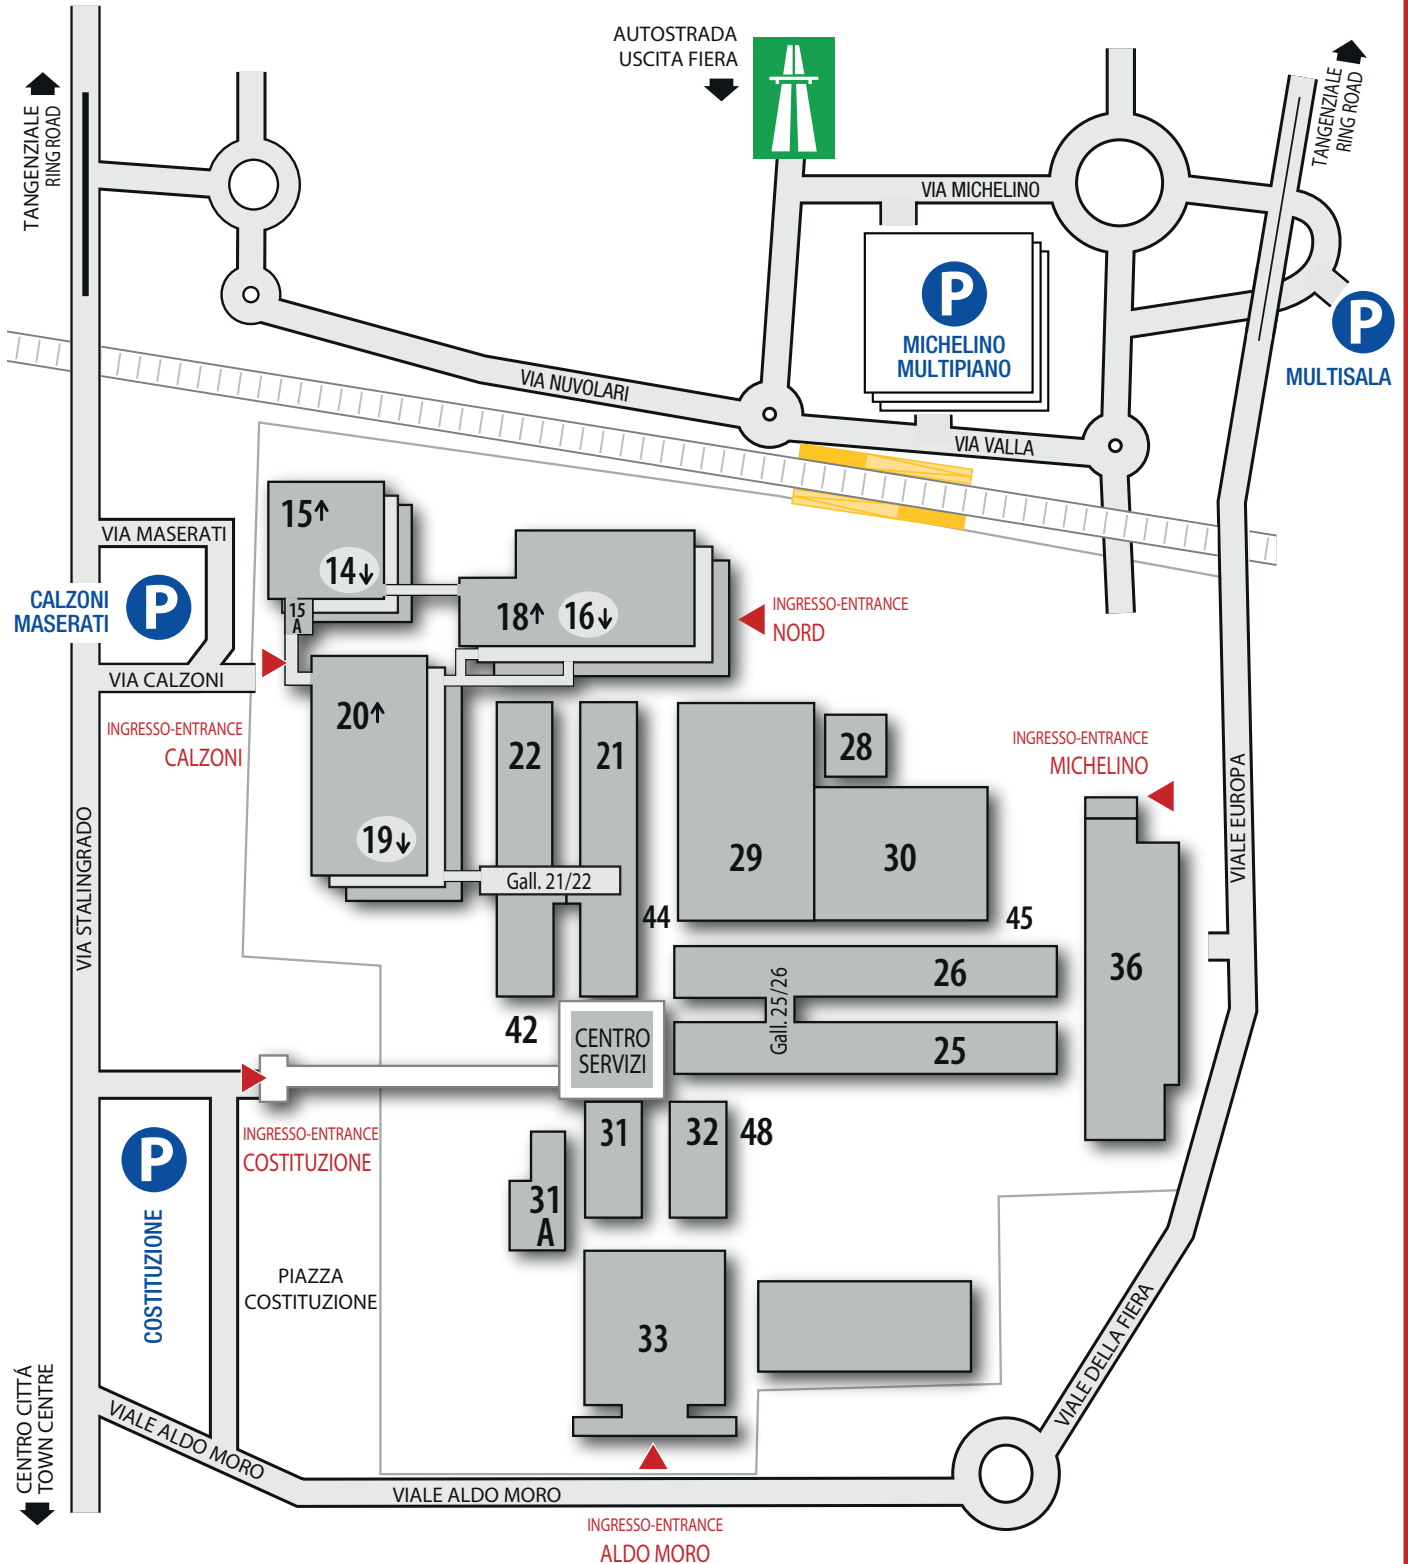 AUTOSTRADA
USCITA FIERA
TANGENZIALE
RING ROAD
TANGENZIALE
RING ROAD
VIA MICHELINO
P
MICHELINO
MULTIPIANO
P
MULTISALA
VIA NUVOLARI
VIA VALLA
15↑
14↓
15
A
18↑
16↓
INGRESSO-ENTRANCE
NORD
VIA MASERATI
CALZONI
MASERATI
P
VIA CALZONI
INGRESSO-ENTRANCE
CALZONI
20↑
19↓
22
21
Gall. 21/22
28
29
30
INGRESSO-ENTRANCE
MICHELINO
VIALE EUROPA
VIA STALINGRADO
44
45
26
36
Gall. 25/26
25
42
CENTRO
SERVIZI
INGRESSO-ENTRANCE
COSTITUZIONE
P
COSTITUZIONE
31
32
48
31
A
PIAZZA
COSTITUZIONE
33
VIALE DELLA FIERA
CENTRO CITTÁ
TOWN CENTRE
VIALE ALDO MORO
VIALE ALDO MORO
INGRESSO-ENTRANCE
ALDO MORO